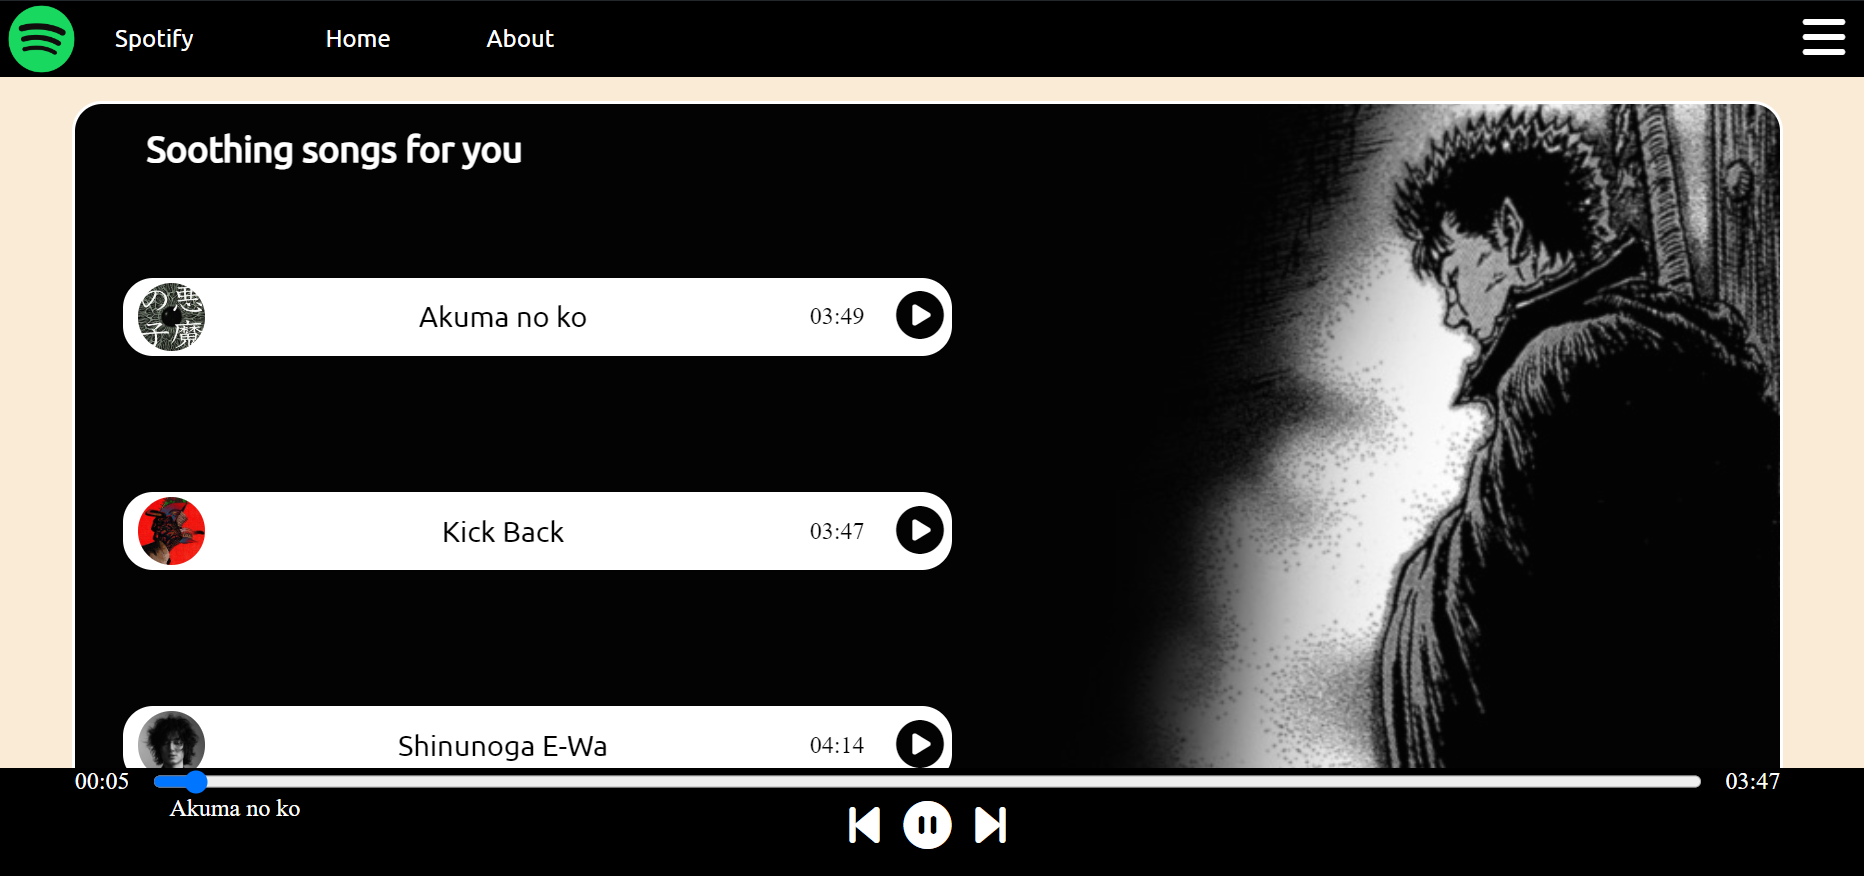 Spotify Home About
Soothing songs for you
の悪
子魔
Akuma no ko 03:49
Kick Back 03:47
Shinunoga E-Wa 04:14
00:05 03:47
Akuma no ko